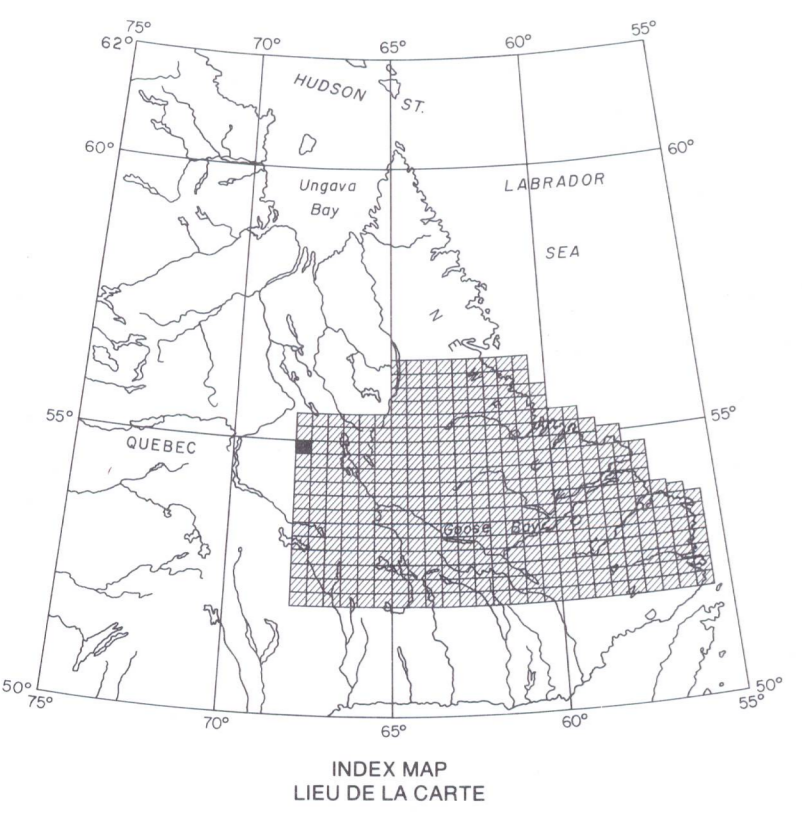 75°
62°
70°
65°
60°
55°
HUDSON ST.
60°
60°
Ungava
Bay
LABRADOR
SEA
N
55°
55°
QUEBEC
Goose Bay
50°
75°
70°
65°
60°
50°
55°
INDEX MAP
LIEU DE LA CARTE